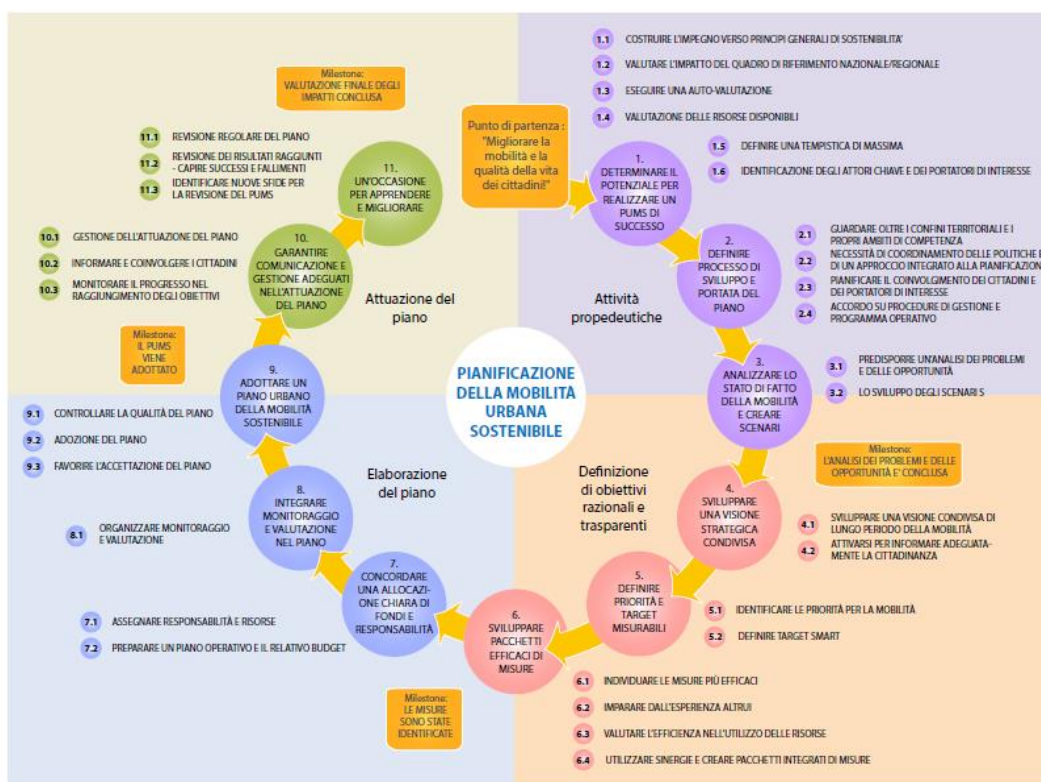 PIANIFICAZIONE
DELLA MOBILITÀ
URBANA
SOSTENIBILE
Punto di partenza :
"Migliorare la
mobilità e la
qualità della vita
dei cittadini!"
Attività
propedeutiche
1.
DETERMINARE IL
POTENZIALE PER
REALIZZARE UN
PUMS DI
SUCCESSO
1.1 COSTRUIRE L'IMPEGNO VERSO PRINCIPI GENERALI DI SOSTENIBILITA'
1.2 VALUTARE L'IMPATTO DEL QUADRO DI RIFERIMENTO NAZIONALE/REGIONALE
1.3 ESEGUIRE UNA AUTO-VALUTAZIONE
1.4 VALUTAZIONE DELLE RISORSE DISPONIBILI
1.5 DEFINIRE UNA TEMPISTICA DI MASSIMA
1.6 IDENTIFICAZIONE DEGLI ATTORI CHIAVE E DEI PORTATORI DI INTERESSE
2.
DEFINIRE
PROCESSO DI
SVILUPPO E
PORTATA DEL
PIANO
2.1 GUARDARE OLTRE I CONFINI TERRITORIALI E I
PROPRI AMBITI DI COMPETENZA
2.2 NECESSITÀ DI COORDINAMENTO DELLE POLITICHE E
DI UN APPROCCIO INTEGRATO ALLA PIANIFICAZION
2.3 PIANIFICARE IL COINVOLGIMENTO DEI CITTADINI E
DEI PORTATORI DI INTERESSE
2.4 ACCORDO SU PROCEDURE DI GESTIONE E
PROGRAMMA OPERATIVO
3.
ANALIZZARE LO
STATO DI FATTO
DELLA MOBILITÀ
E CREARE
SCENARI
3.1 PREDISPORRE UN'ANALISI DEI PROBLEMI
E DELLE OPPORTUNITÀ
3.2 LO SVILUPPO DEGLI SCENARI S
Milestone:
L'ANALISI DEI PROBLEMI E DELLE
OPPORTUNITÀ E' CONCLUSA
Definizione
di obiettivi
razionali e
trasparenti
4.
SVILUPPARE
UNA VISIONE
STRATEGICA
CONDIVISA
4.1 SVILUPPARE UNA VISIONE CONDIVISA DI
LUNGO PERIODO DELLA MOBILITÀ
4.2 ATTIVARSI PER INFORMARE ADEGUATA-
MENTE LA CITTADINANZA
5.
DEFINIRE
PRIORITÀ E
TARGET
MISURABILI
5.1 IDENTIFICARE LE PRIORITÀ PER LA MOBILITÀ
5.2 DEFINIRE TARGET SMART
6.
SVILUPPARE
PACCHETTI
EFFICACI DI
MISURE
6.1 INDIVIDUARE LE MISURE PIÙ EFFICACI
6.2 IMPARARE DALL'ESPERIENZA ALTRUI
6.3 VALUTARE L'EFFICIENZA NELL'UTILIZZO DELLE RISORSE
6.4 UTILIZZARE SINERGIE E CREARE PACCHETTI INTEGRATI DI MISURE
Milestone:
LE MISURE
SONO STATE
IDENTIFICATE
Elaborazione
del piano
7.
CONCORDARE
UNA ALLOCAZI-
ONE CHIARA DI
FONDI E
RESPONSABILITÀ
7.1 ASSEGNARE RESPONSABILITÀ E RISORSE
7.2 PREPARARE UN PIANO OPERATIVO E IL RELATIVO BUDGET
8.
INTEGRARE
MONITORAGGIO
E VALUTAZIONE
NEL PIANO
8.1 ORGANIZZARE MONITORAGGIO
E VALUTAZIONE
9.
ADOTTARE UN
PIANO URBANO
DELLA MOBILITÀ
SOSTENIBILE
9.1 CONTROLLARE LA QUALITÀ DEL PIANO
9.2 ADOZIONE DEL PIANO
9.3 FAVORIRE L'ACCETTAZIONE DEL PIANO
Milestone:
IL PUMS
VIENE
ADOTTATO
Attuazione del
piano
10.
GARANTIRE
COMUNICAZIONE E
GESTIONE ADEGUATI
NELL'ATTUAZIONE
DEL PIANO
10.1 GESTIONE DELL'ATTUAZIONE DEL PIANO
10.2 INFORMARE E COINVOLGERE I CITTADINI
10.3 MONITORARE IL PROGRESSO NEL
RAGGIUNGIMENTO DEGLI OBIETTIVI
11.
UN'OCCASIONE
PER APPRENDERE
E MIGLIORARE
11.1 REVISIONE REGOLARE DEL PIANO
11.2 REVISIONE DEI RISULTATI RAGGIUNTI
- CAPIRE SUCCESSI E FALLIMENTI
11.3 IDENTIFICARE NUOVE SFIDE PER
LA REVISIONE DEL PUMS
Milestone:
VALUTAZIONE FINALE DEGLI
IMPATTI CONCLUSA